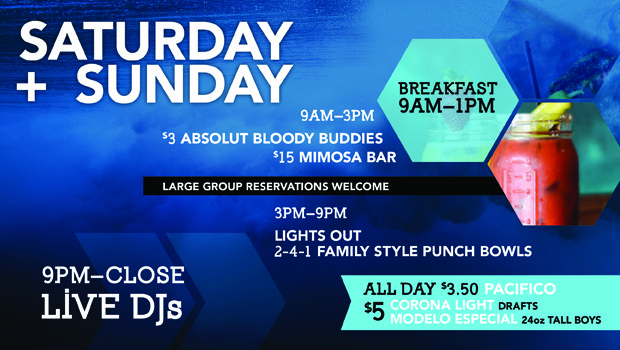 SATURDAY
+ SUNDAY
BREAKFAST
9AM–1PM
9AM–3PM
$3 ABSOLUT BLOODY BUDDIES
$15 MIMOSA BAR
LARGE GROUP RESERVATIONS WELCOME
3PM–9PM
LIGHTS OUT
2-4-1 FAMILY STYLE PUNCH BOWLS
9PM–CLOSE
LiVE DJs
ALL DAY $3.50 PACIFICO
$5 CORONA LIGHT DRAFTS
MODELO ESPECIAL 24oz TALL BOYS